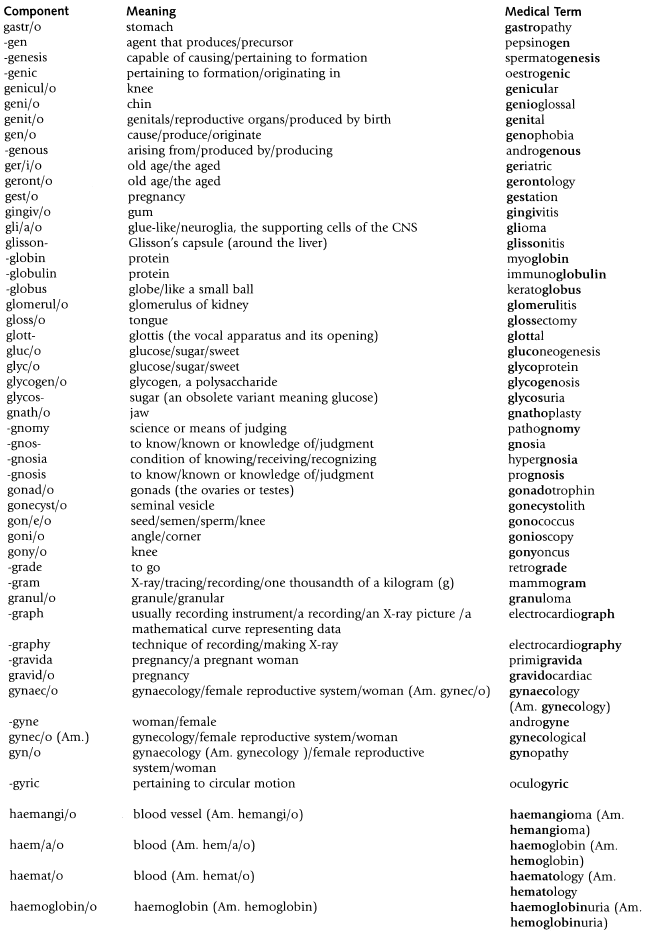 Component Meaning Medical Term
gastr/o stomach gastropathy
-gen agent that produces/precursor pepsinogen
-genesis capable of causing/pertaining to formation spermatogenesis
-genic pertaining to formation/originating in oestrogenic
genicul/o knee genicular
geni/o chin genioglossal
genit/o genitals/reproductive organs/produced by birth genital
gen/o cause/produce/originate genophobia
-genous arising from/produced by/producing androgenous
ger/i/o old age/the aged geriatric
geront/o old age/the aged gerontology
gest/o pregnancy gestation
gingiv/o gum gingivitis
gli/a/o glue-like/neuroglia, the supporting cells of the CNS glioma
glisson- Glisson's capsule (around the liver) glissonitis
-globin protein myoglobin
-globulin protein immunoglobulin
-globus globe/like a small ball keratoglobus
glomerul/o glomerulus of kidney glomerulitis
gloss/o tongue glossectomy
glott- glottis (the vocal apparatus and its opening) glottal
gluc/o glucose/sugar/sweet gluconeogenesis
glyc/o glucose/sugar/sweet glycoprotein
glycogen/o glycogen, a polysaccharide glycogenosis
glycos- sugar (an obsolete variant meaning glucose) glycosuria
gnath/o jaw gnathoplasty
-gnomy science or means of judging pathognomy
-gnos- to know/known or knowledge of/judgment gnosia
-gnosia condition of knowing/receiving/recognizing hypergnosia
-gnosis to know/known or knowledge of/judgment prognosis
gonad/o gonads (the ovaries or testes) gonadotrophin
gonecyst/o seminal vesicle gonecystolith
gon/e/o seed/semen/sperm/knee gonococcus
goni/o angle/corner gonioscopy
gony/o knee gonyoncus
-grade to go retrograde
-gram X-ray/tracing/recording/one thousandth of a kilogram (g) mammogram
granul/o granule/granular granuloma
-graph usually recording instrument/a recording/an X-ray picture /a electrocardiograph
mathematical curve representing data
-graphy technique of recording/making X-ray electrocardiography
-gravida pregnancy/a pregnant woman primigravida
gravid/o pregnancy gravidocardiac
gynaec/o gynaecology/female reproductive system/woman (Am. gynec/o) gynaecology
(Am. gynecology)
-gyne woman/female androgyne
gynec/o (Am.) gynecology/female reproductive system/woman gynecological
gyn/o gynaecology (Am. gynecology )/female reproductive gynopathy
system/woman
-gyric pertaining to circular motion oculogyric
haemangi/o blood vessel (Am. hemangi/o) haemangioma (Am.
hemangioma)
haem/a/o blood (Am. hem/a/o) haemoglobin (Am.
hemoglobin)
haemat/o blood (Am. hemat/o) haematology (Am.
hematology
haemoglobin/o haemoglobin (Am. hemoglobin) haemoglobinuria (Am.
hemoglobinuria)